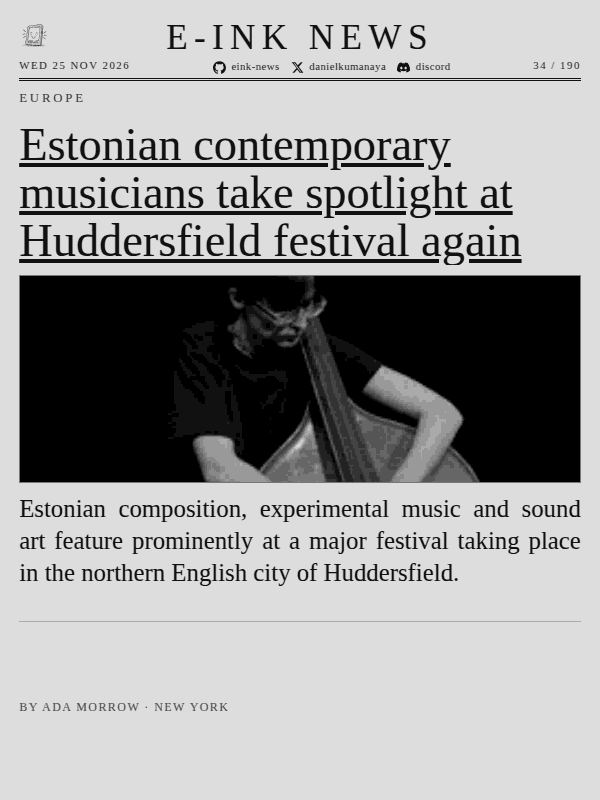 E-INK NEWS
WED 25 NOV 2026
eink-news danielkumanaya discord
34 / 190
EUROPE
Estonian contemporary
musicians take spotlight at
Huddersfield festival again
Estonian composition, experimental music and sound
art feature prominently at a major festival taking place
in the northern English city of Huddersfield.
BY ADA MORROW · NEW YORK